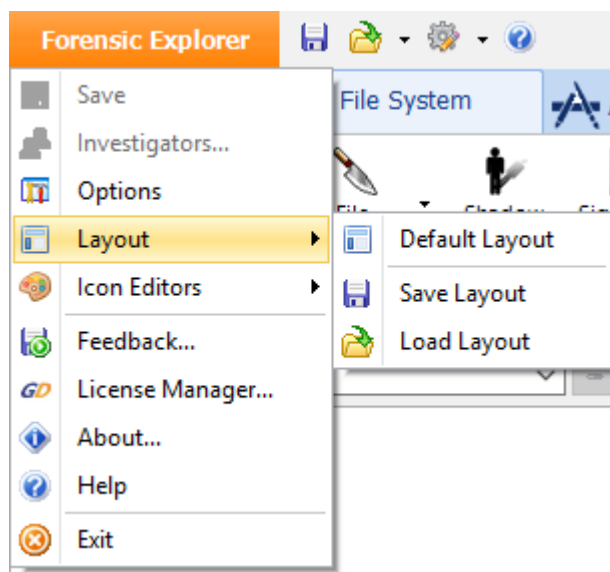 Forensic Explorer
Save
File System
Investigators...
Options
Layout
Default Layout
Icon Editors
Save Layout
Feedback...
Load Layout
GD License Manager...
About...
Help
Exit